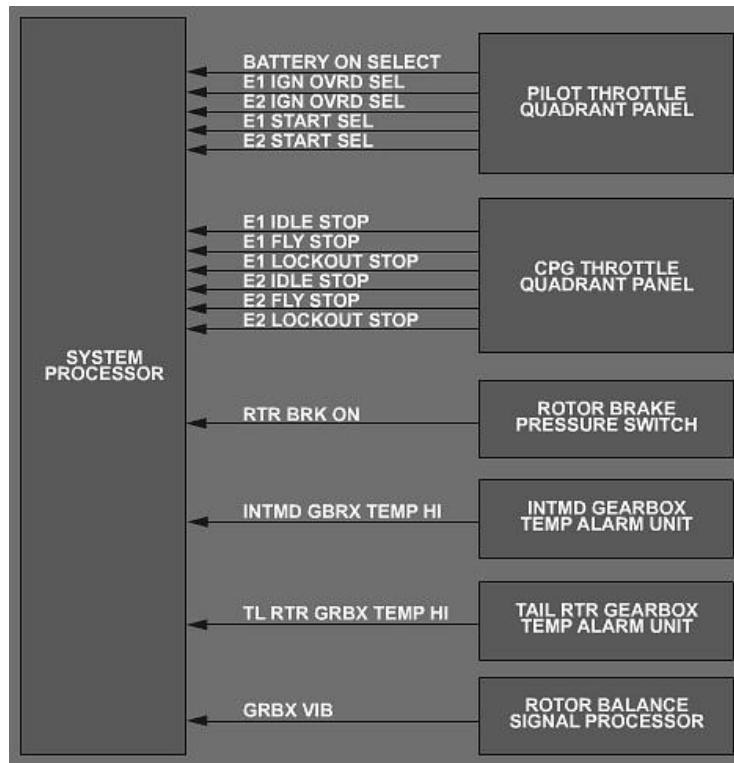 BATTERY ON SELECT
E1 IGN OVRD SEL
E2 IGN OVRD SEL
E1 START SEL
E2 START SEL
PILOT THROTTLE
QUADRANT PANEL
E1 IDLE STOP
E1 FLY STOP
E1 LOCKOUT STOP
E2 IDLE STOP
E2 FLY STOP
E2 LOCKOUT STOP
CPG THROTTLE
QUADRANT PANEL
SYSTEM
PROCESSOR
RTR BRK ON
ROTOR BRAKE
PRESSURE SWITCH
INTMD GBRX TEMP HI
INTMD GEARBOX
TEMP ALARM UNIT
TL RTR GRBX TEMP HI
TAIL RTR GEARBOX
TEMP ALARM UNIT
GRBX VIB
ROTOR BALANCE
SIGNAL PROCESSOR